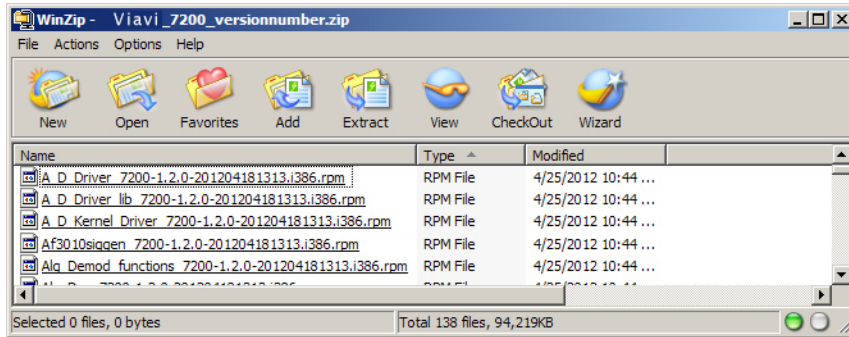 WinZip - Viavi_7200_versionnumber.zip
File Actions Options Help
New Open Favorites Add Extract View CheckOut Wizard
Name Type Modified
A_D_Driver_7200-1.2.0-201204181313.i386.rpm RPM File 4/25/2012 10:44 ...
A_D_Driver_lib_7200-1.2.0-201204181313.i386.rpm RPM File 4/25/2012 10:44 ...
A_D_Kernel_Driver_7200-1.2.0-201204181313.i386.rpm RPM File 4/25/2012 10:44 ...
Af3010siggen_7200-1.2.0-201204181313.i386.rpm RPM File 4/25/2012 10:44 ...
Alg_Demod_functions_7200-1.2.0-201204181313.i386.rpm RPM File 4/25/2012 10:44 ...
Selected 0 files, 0 bytes Total 138 files, 94,219KB